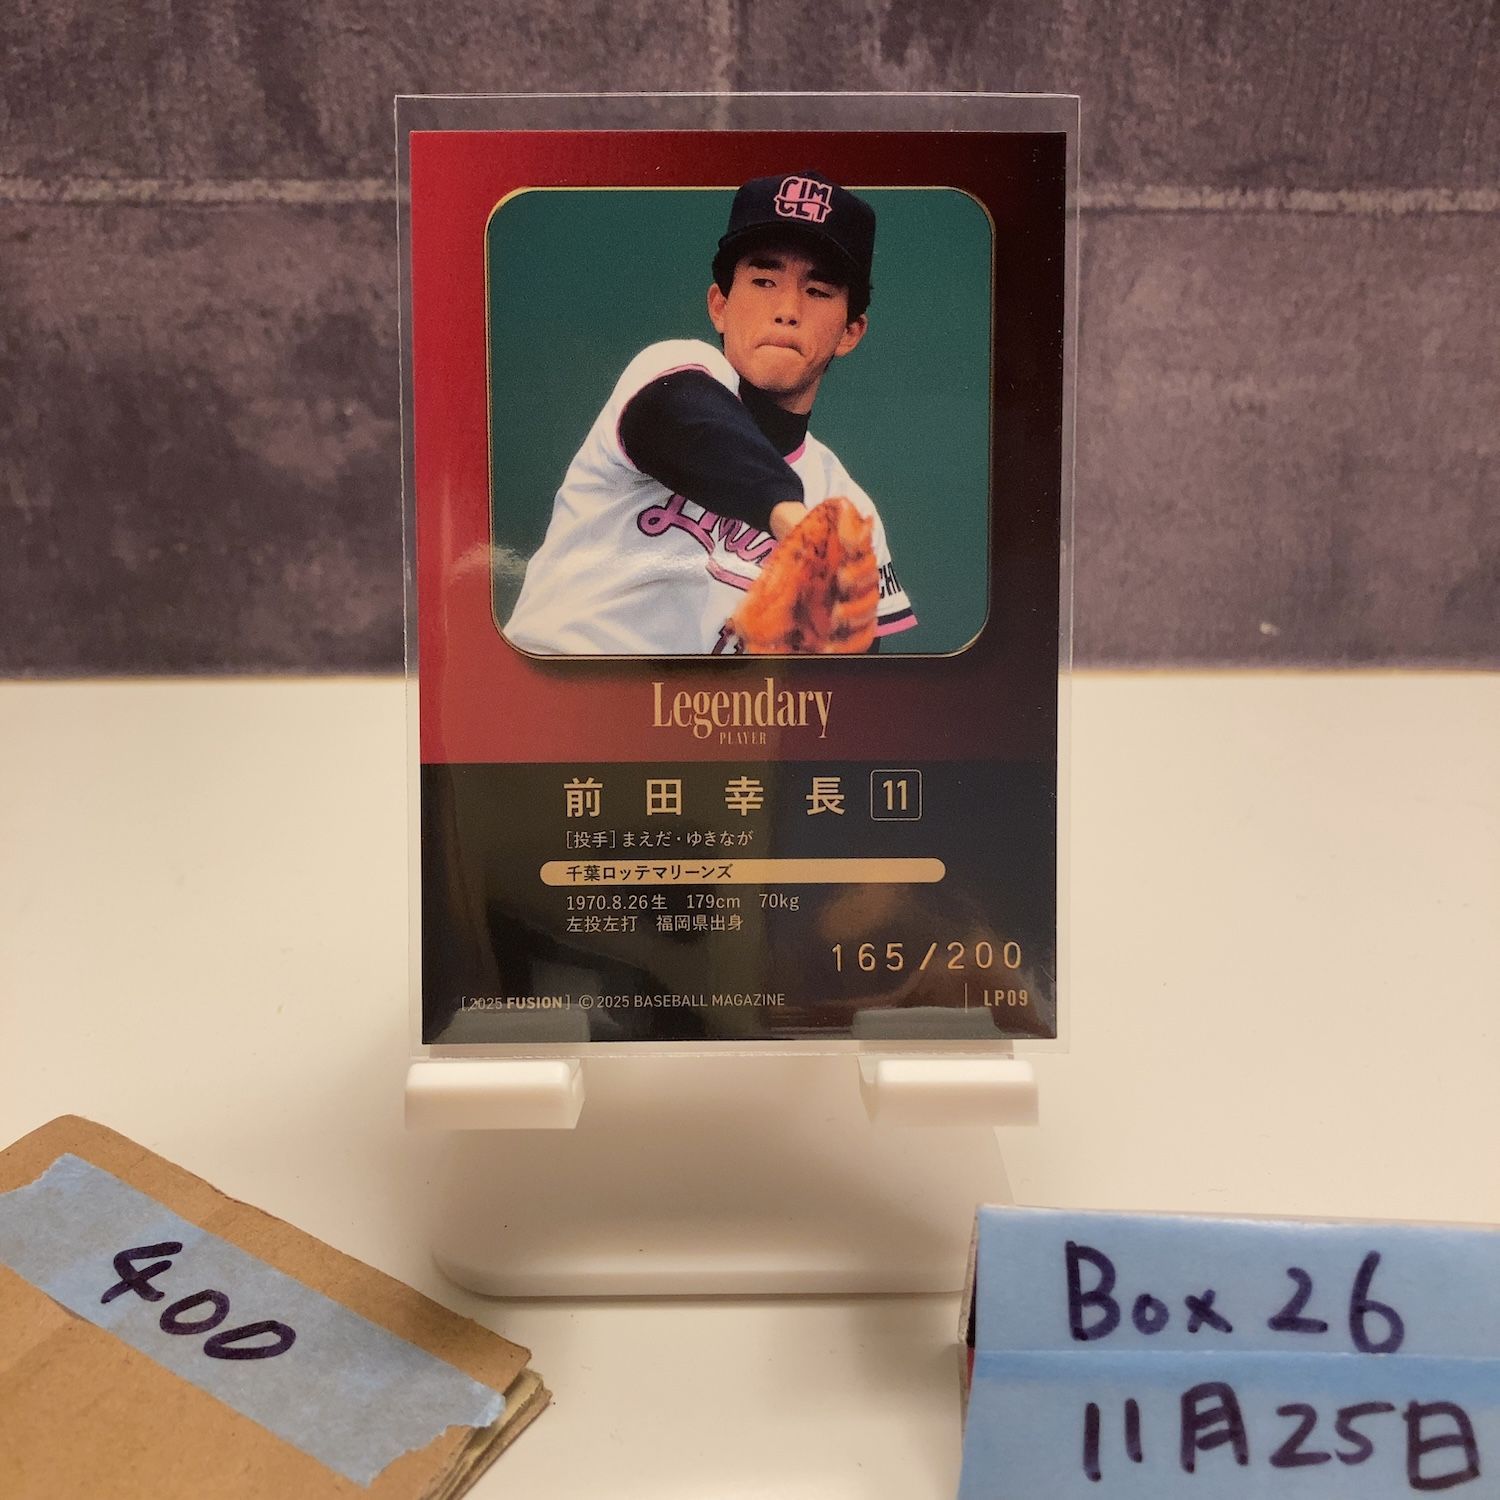 Legendary
PLAYER
前田幸長 11
[投手]まえだ・ゆきなが
千葉ロッテマリーンズ
1970.8.26生 179cm 70kg
左投左打 福岡県出身
165/200
[2025 FUSION] ©2025 BASEBALL MAGAZINE
LP09
400
Box 26
11月25日